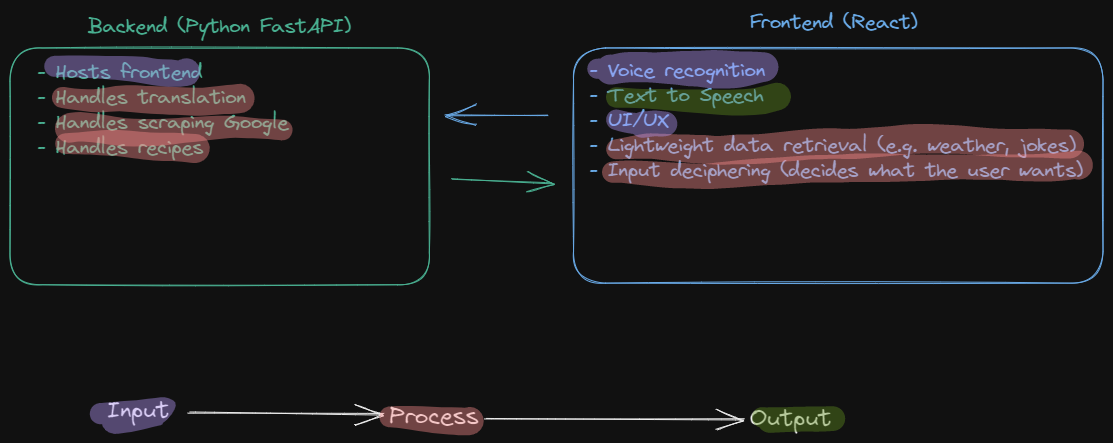 Backend (Python FastAPI)
- Hosts frontend
- Handles translation
- Handles scraping Google
- Handles recipes
Frontend (React)
- Voice recognition
- Text to Speech
- UI/UX
- Lightweight data retrieval (e.g. weather, jokes)
- Input deciphering (decides what the user wants)
Input
Process
Output